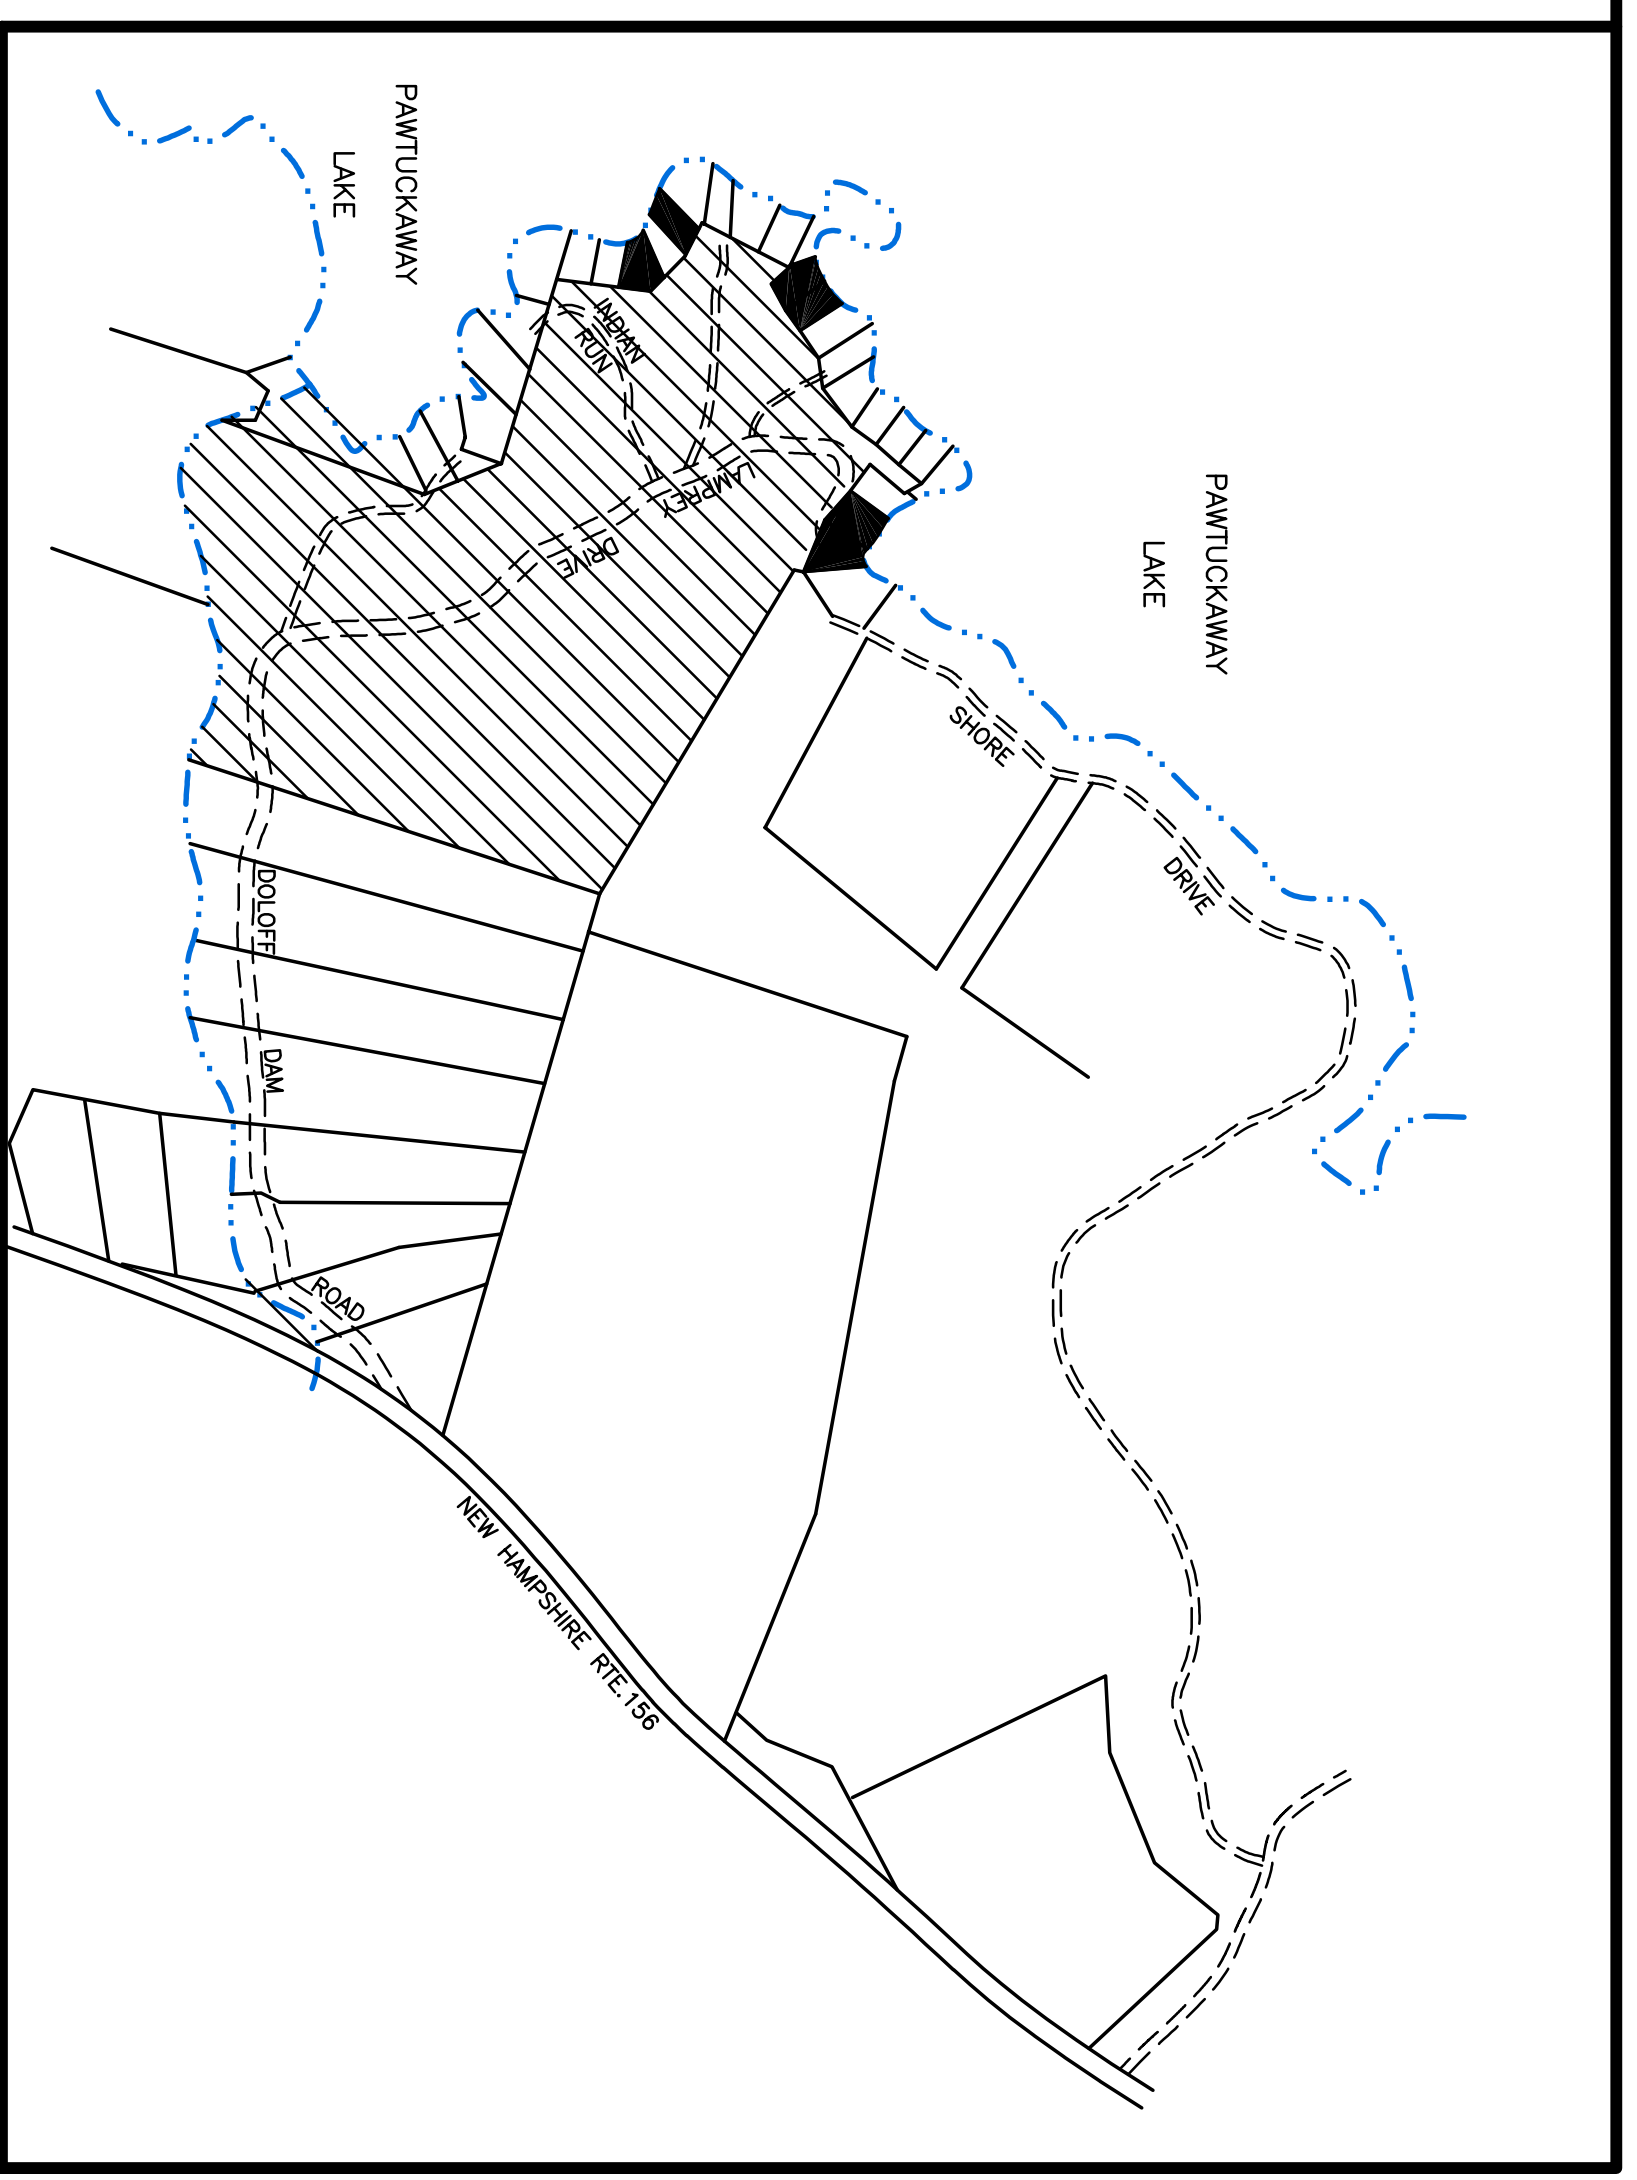 PAWTUCKAWAY
LAKE
PAWTUCKAWAY
LAKE
INDIAN
RUN
LAMPREY
DRIVE
SHORE
DRIVE
DOLOFF
DAM
ROAD
NEW HAMPSHIRE RTE.156